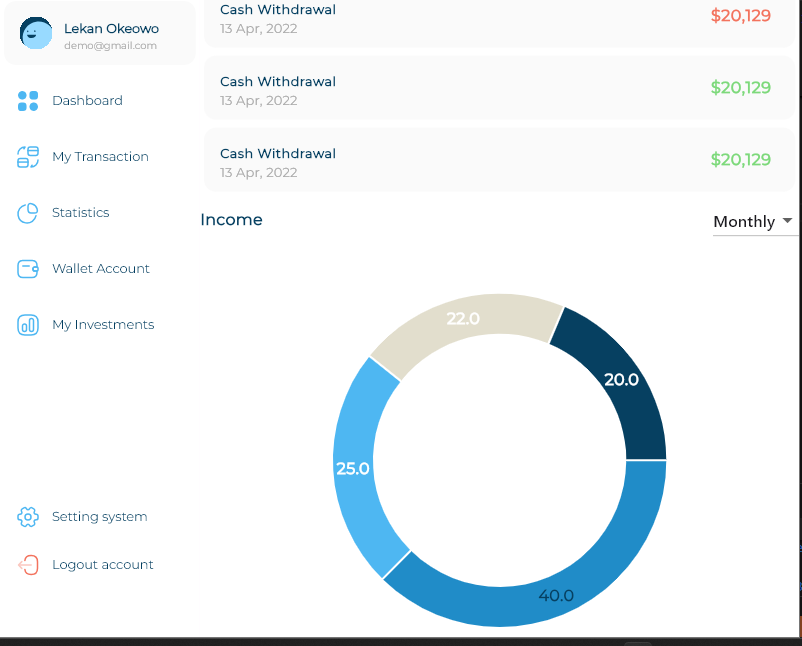 Lekan Okeowo
demo@gmail.com
Dashboard
My Transaction
Statistics
Wallet Account
My Investments
Setting system
Logout account
Cash Withdrawal
$20,129
13 Apr, 2022
Cash Withdrawal
$20,129
13 Apr, 2022
Cash Withdrawal
$20,129
13 Apr, 2022
Income
Monthly
22.0
20.0
25.0
40.0